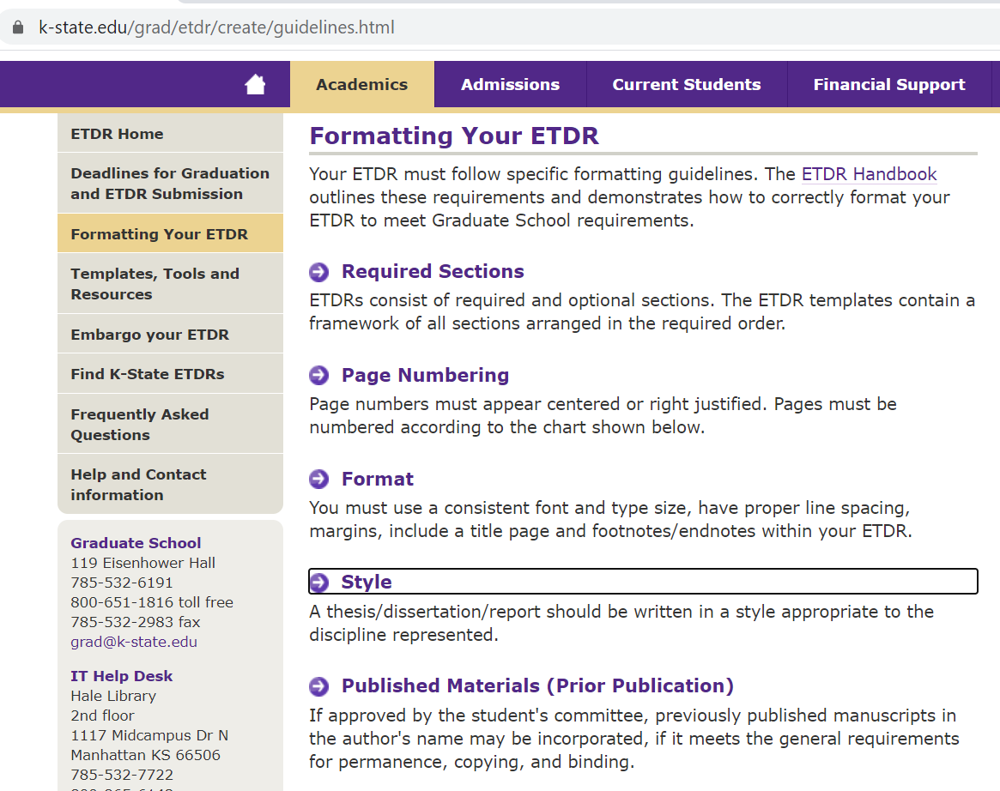 k-state.edu/grad/etdr/create/guidelines.html
Academics
Admissions
Current Students
Financial Support
ETDR Home
Deadlines for Graduation
and ETDR Submission
Formatting Your ETDR
Templates, Tools and
Resources
Embargo your ETDR
Find K-State ETDRs
Frequently Asked
Questions
Help and Contact
information
Graduate School
119 Eisenhower Hall
785-532-6191
800-651-1816 toll free
785-532-2983 fax
grad@k-state.edu
IT Help Desk
Hale Library
2nd floor
1117 Midcampus Dr N
Manhattan KS 66506
785-532-7722
Formatting Your ETDR
Your ETDR must follow specific formatting guidelines. The ETDR Handbook
outlines these requirements and demonstrates how to correctly format your
ETDR to meet Graduate School requirements.
Required Sections
ETDRs consist of required and optional sections. The ETDR templates contain a
framework of all sections arranged in the required order.
Page Numbering
Page numbers must appear centered or right justified. Pages must be
numbered according to the chart shown below.
Format
You must use a consistent font and type size, have proper line spacing,
margins, include a title page and footnotes/endnotes within your ETDR.
Style
A thesis/dissertation/report should be written in a style appropriate to the
discipline represented.
Published Materials (Prior Publication)
If approved by the student's committee, previously published manuscripts in
the author's name may be incorporated, if it meets the general requirements
for permanence, copying, and binding.